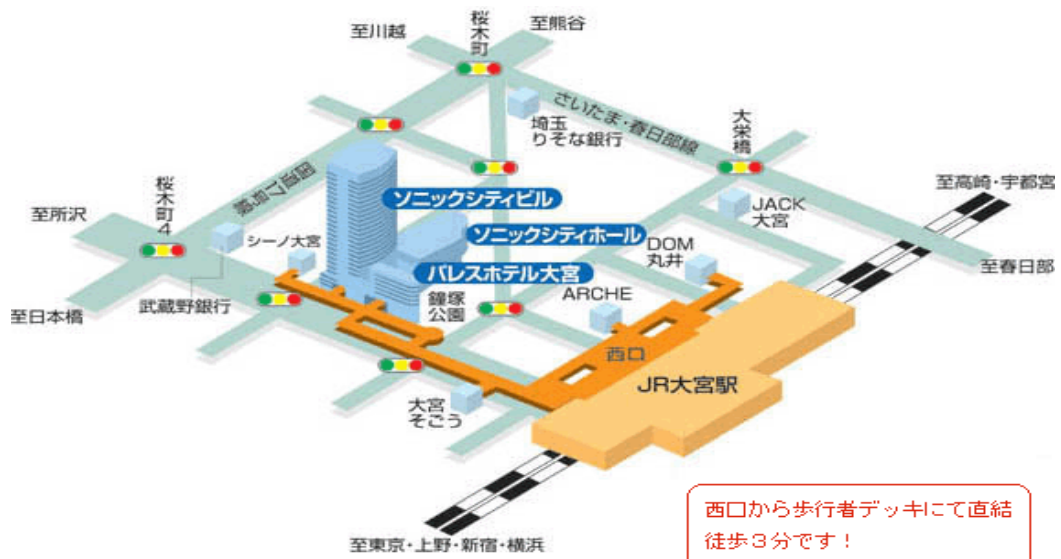 至川越
桜木町
至熊谷
さいたま・春日部線
大栄橋
埼玉
りそな銀行
国道17号線
桜木町4
至所沢
ソニックシティビル
至高崎・宇都宮
JACK
大宮
シーノ大宮
ソニックシティホール
DOM
丸井
パレスホテル大宮
至春日部
武蔵野銀行
至日本橋
鐘塚
公園
ARCHE
西口
JR大宮駅
大宮
そごう
西口から歩行者デッキにて直結
徒歩3分です！
至東京・上野・新宿・横浜